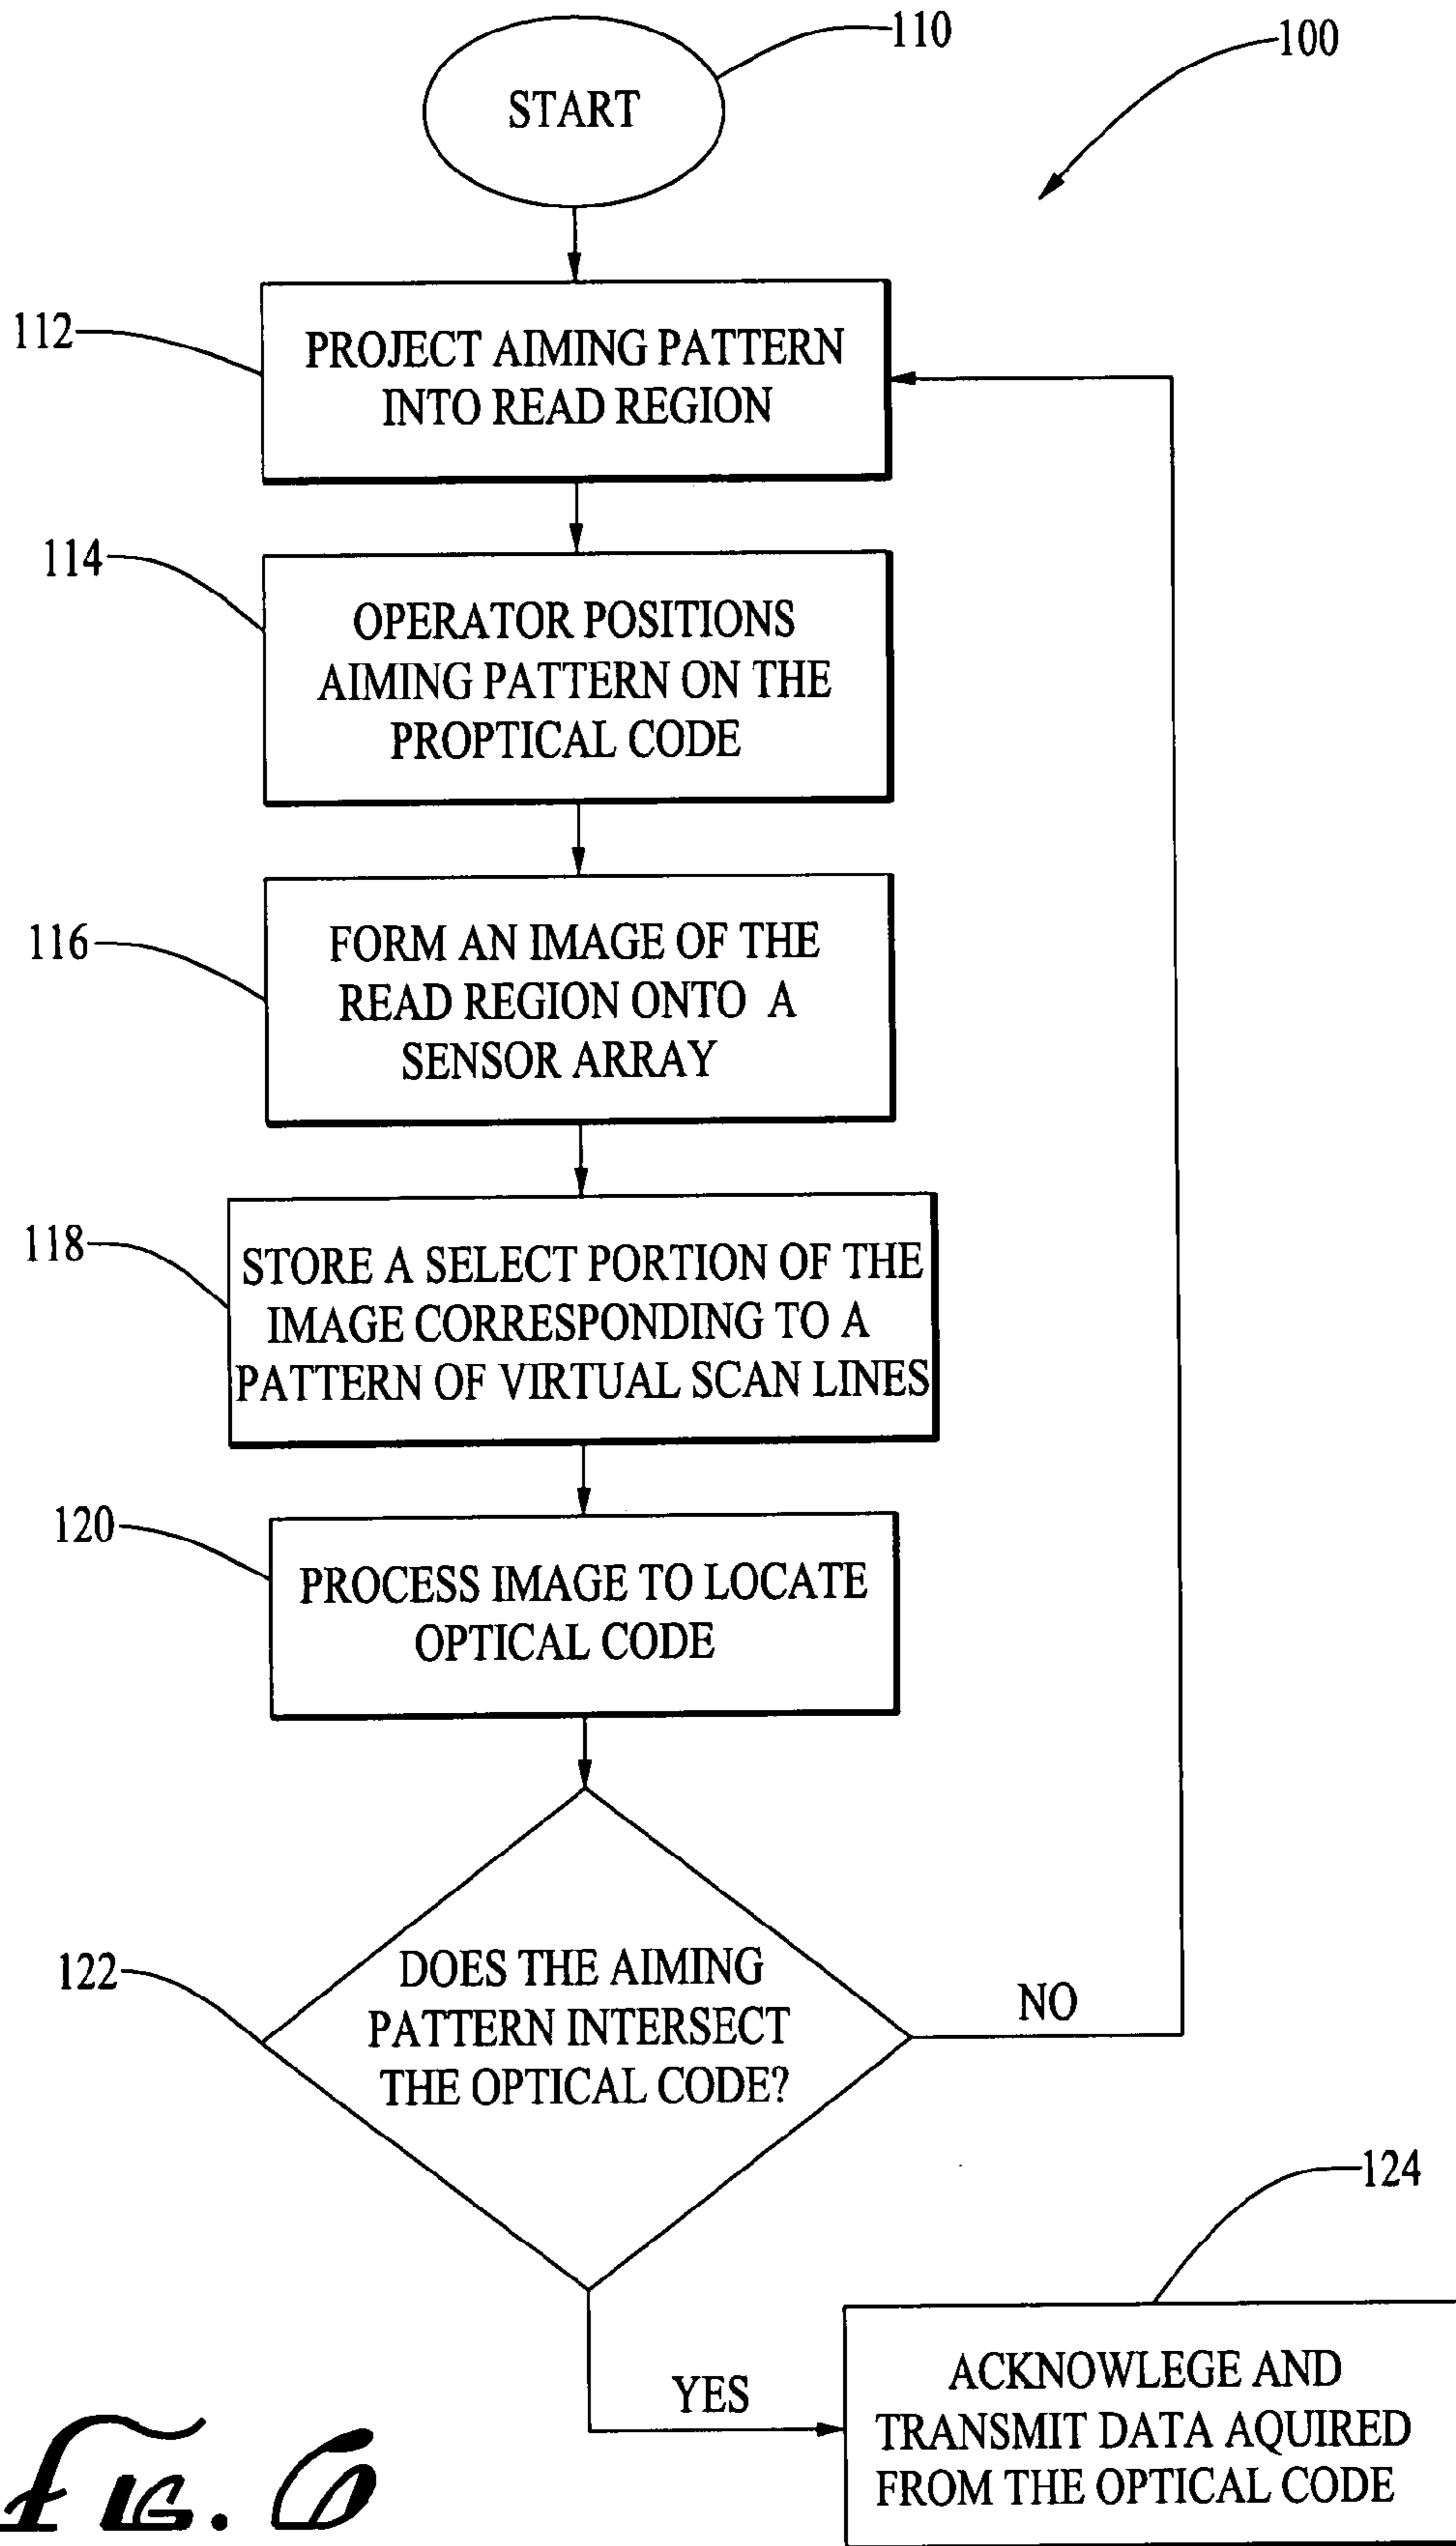 110
100
START
112
PROJECT AIMING PATTERN
INTO READ REGION
114
OPERATOR POSITIONS
AIMING PATTERN ON THE
PROPTICAL CODE
116
FORM AN IMAGE OF THE
READ REGION ONTO A
SENSOR ARRAY
118
STORE A SELECT PORTION OF THE
IMAGE CORRESPONDING TO A
PATTERN OF VIRTUAL SCAN LINES
120
PROCESS IMAGE TO LOCATE
OPTICAL CODE
122
DOES THE AIMING
PATTERN INTERSECT
THE OPTICAL CODE?
NO
124
YES
ACKNOWLEGE AND
TRANSMIT DATA AQUIRED
FROM THE OPTICAL CODE
FIG. 6